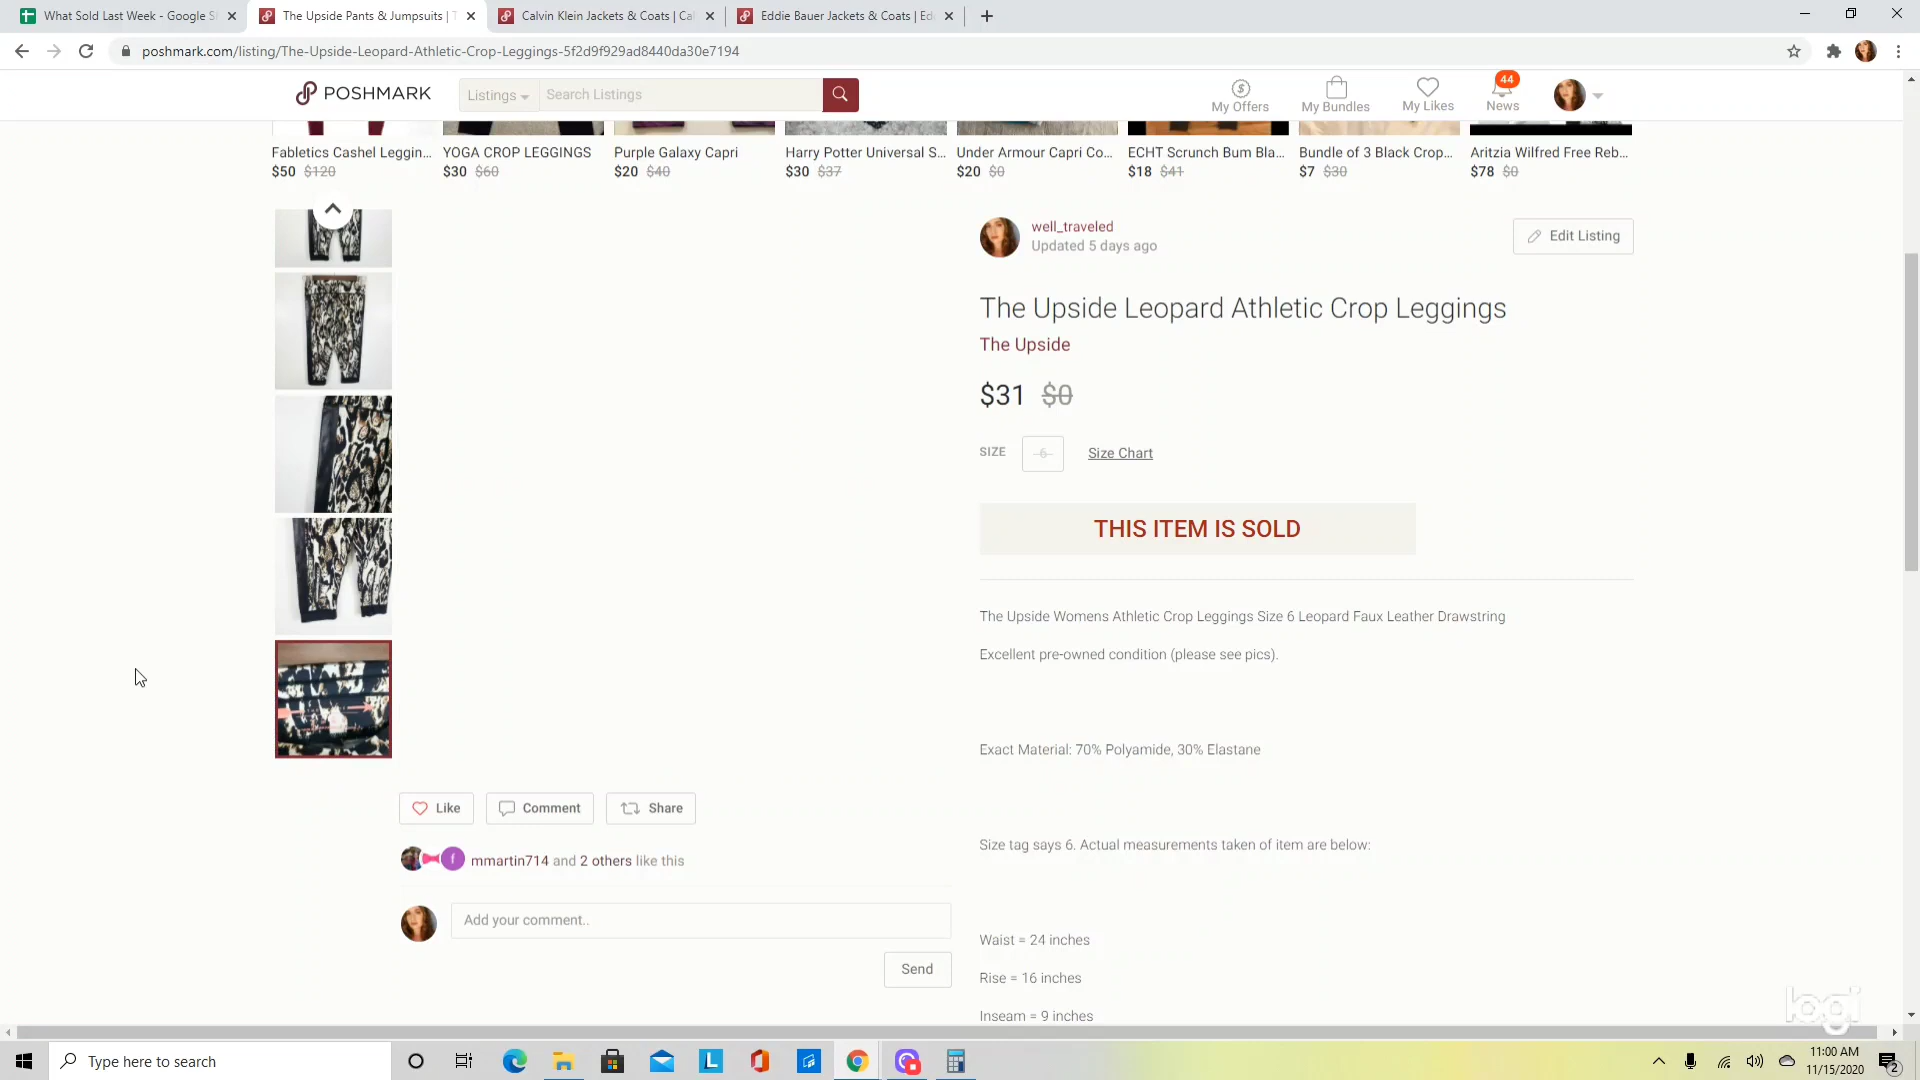 What Sold Last Week - Google S
The Upside Pants & Jumpsuits | T
Calvin Klein Jackets & Coats | Ca
Eddie Bauer Jackets & Coats | Ed
poshmark.com/listing/The-Upside-Leopard-Athletic-Crop-Leggings-5f2d9f929ad8440da30e7194
POSHMARK
Listings
Search Listings
My Offers
My Bundles
My Likes
44
News
Fabletics Cashel Leggin...
$50 $120
YOGA CROP LEGGINGS
$30 $60
Purple Galaxy Capri
$20 $40
Harry Potter Universal S...
$30 $37
Under Armour Capri Co...
$20 $0
ECHT Scrunch Bum Bla...
$18 $41
Bundle of 3 Black Crop...
$7 $30
Aritzia Wilfred Free Reb...
$78 $0
well_traveled
Updated 5 days ago
Edit Listing
The Upside Leopard Athletic Crop Leggings
The Upside
$31 $0
SIZE
6
Size Chart
THIS ITEM IS SOLD
The Upside Womens Athletic Crop Leggings Size 6 Leopard Faux Leather Drawstring
Excellent pre-owned condition (please see pics).
Exact Material: 70% Polyamide, 30% Elastane
Size tag says 6. Actual measurements taken of item are below:
Waist = 24 inches
Rise = 16 inches
Inseam = 9 inches
Like
Comment
Share
f
mmartin714 and 2 others like this
Add your comment..
Send
logi
Type here to search
L
11:00 AM
11/15/2020
2